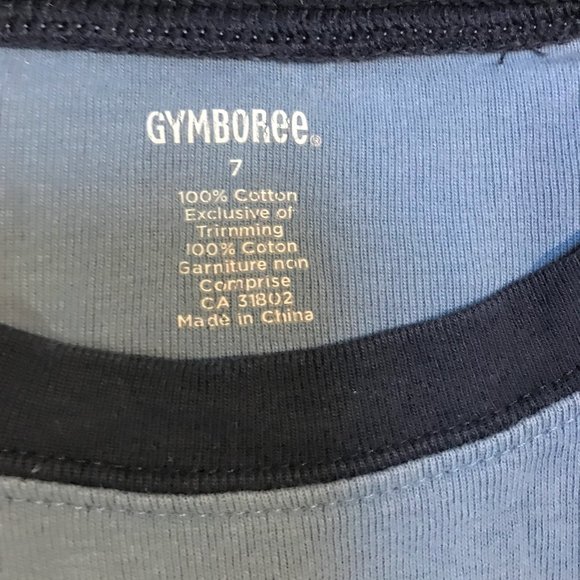 GYMBOREE®
7
100% Cotton
Exclusive of
Trimming
100% Coton
Garniture non
Comprise
CA 31802
Made in China